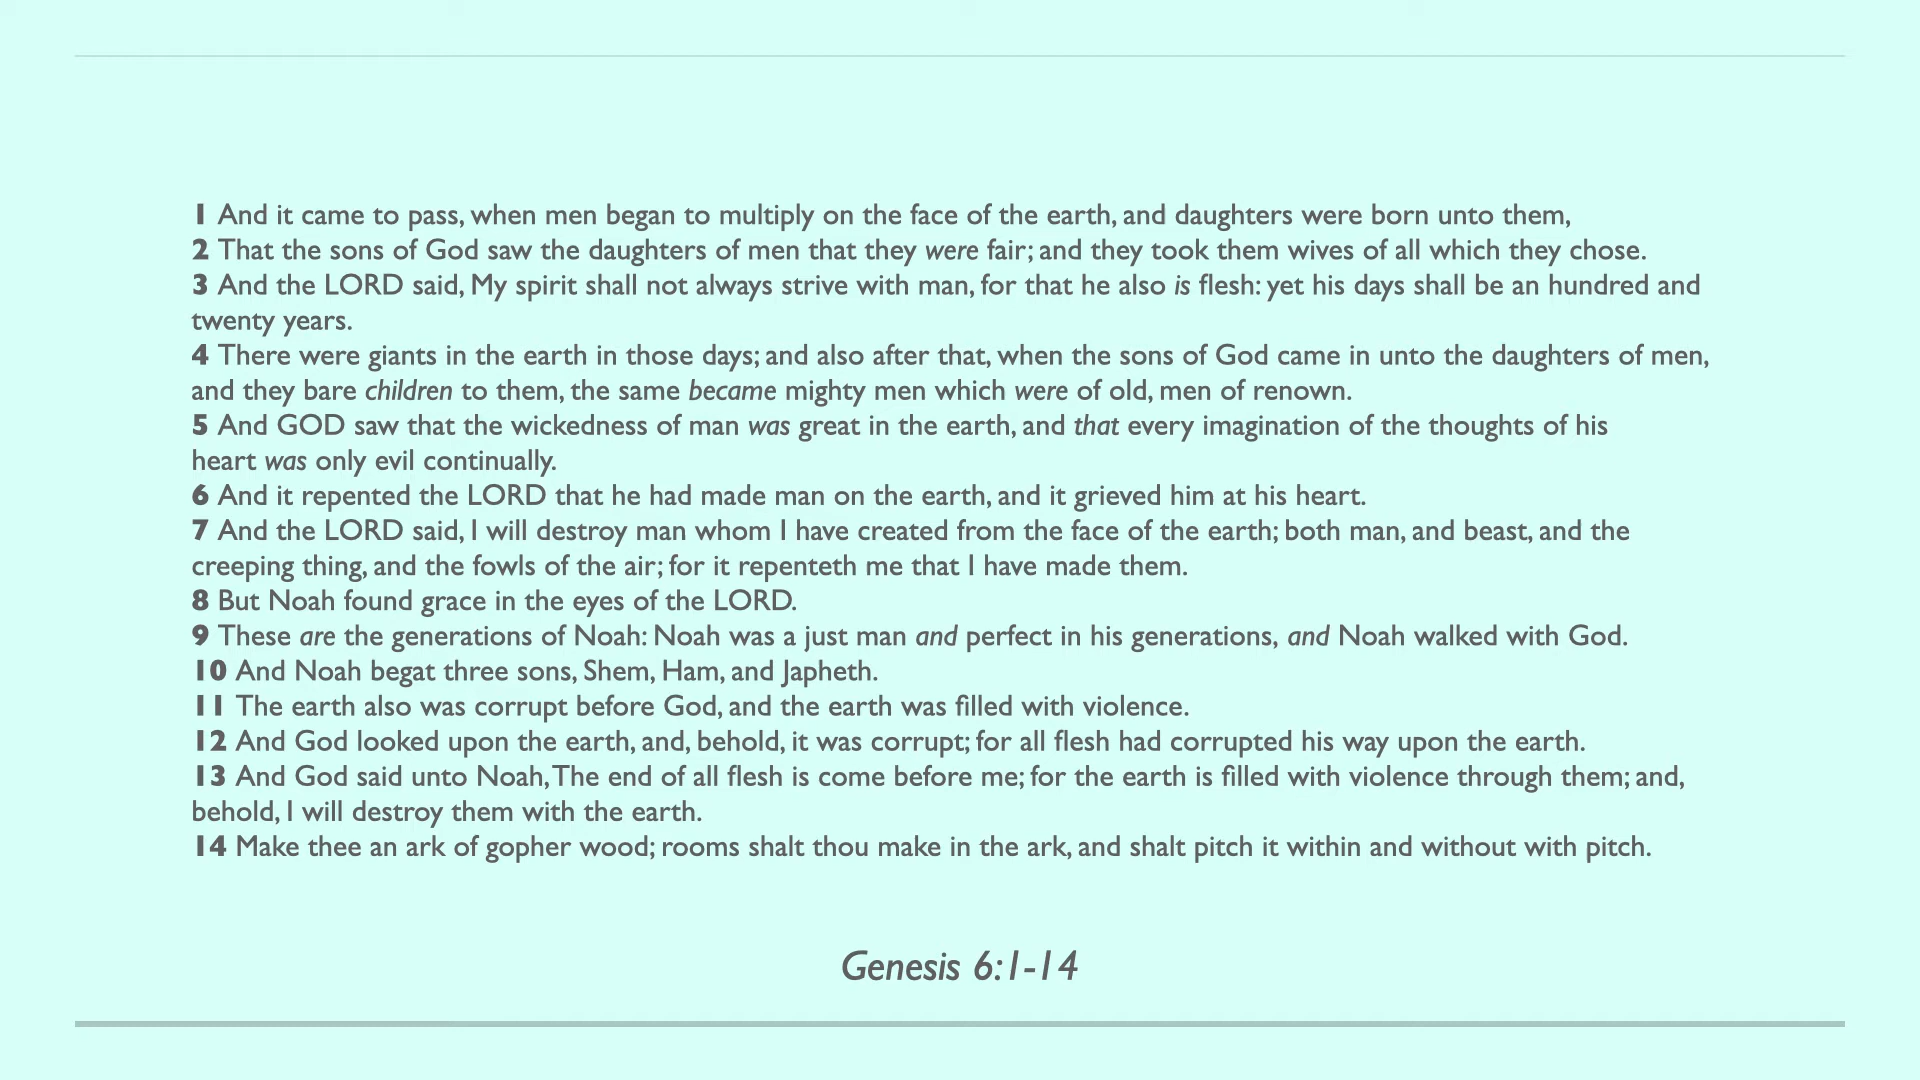 1 And it came to pass, when men began to multiply on the face of the earth, and daughters were born unto them,
2 That the sons of God saw the daughters of men that they were fair; and they took them wives of all which they chose.
3 And the LORD said, My spirit shall not always strive with man, for that he also is flesh: yet his days shall be an hundred and
twenty years.
4 There were giants in the earth in those days; and also after that, when the sons of God came in unto the daughters of men,
and they bare children to them, the same became mighty men which were of old, men of renown.
5 And GOD saw that the wickedness of man was great in the earth, and that every imagination of the thoughts of his
heart was only evil continually.
6 And it repented the LORD that he had made man on the earth, and it grieved him at his heart.
7 And the LORD said, I will destroy man whom I have created from the face of the earth; both man, and beast, and the
creeping thing, and the fowls of the air; for it repenteth me that I have made them.
8 But Noah found grace in the eyes of the LORD.
9 These are the generations of Noah: Noah was a just man and perfect in his generations, and Noah walked with God.
10 And Noah begat three sons, Shem, Ham, and Japheth.
11 The earth also was corrupt before God, and the earth was filled with violence.
12 And God looked upon the earth, and, behold, it was corrupt; for all flesh had corrupted his way upon the earth.
13 And God said unto Noah, The end of all flesh is come before me; for the earth is filled with violence through them; and,
behold, I will destroy them with the earth.
14 Make thee an ark of gopher wood; rooms shalt thou make in the ark, and shalt pitch it within and without with pitch.
Genesis 6:1-14